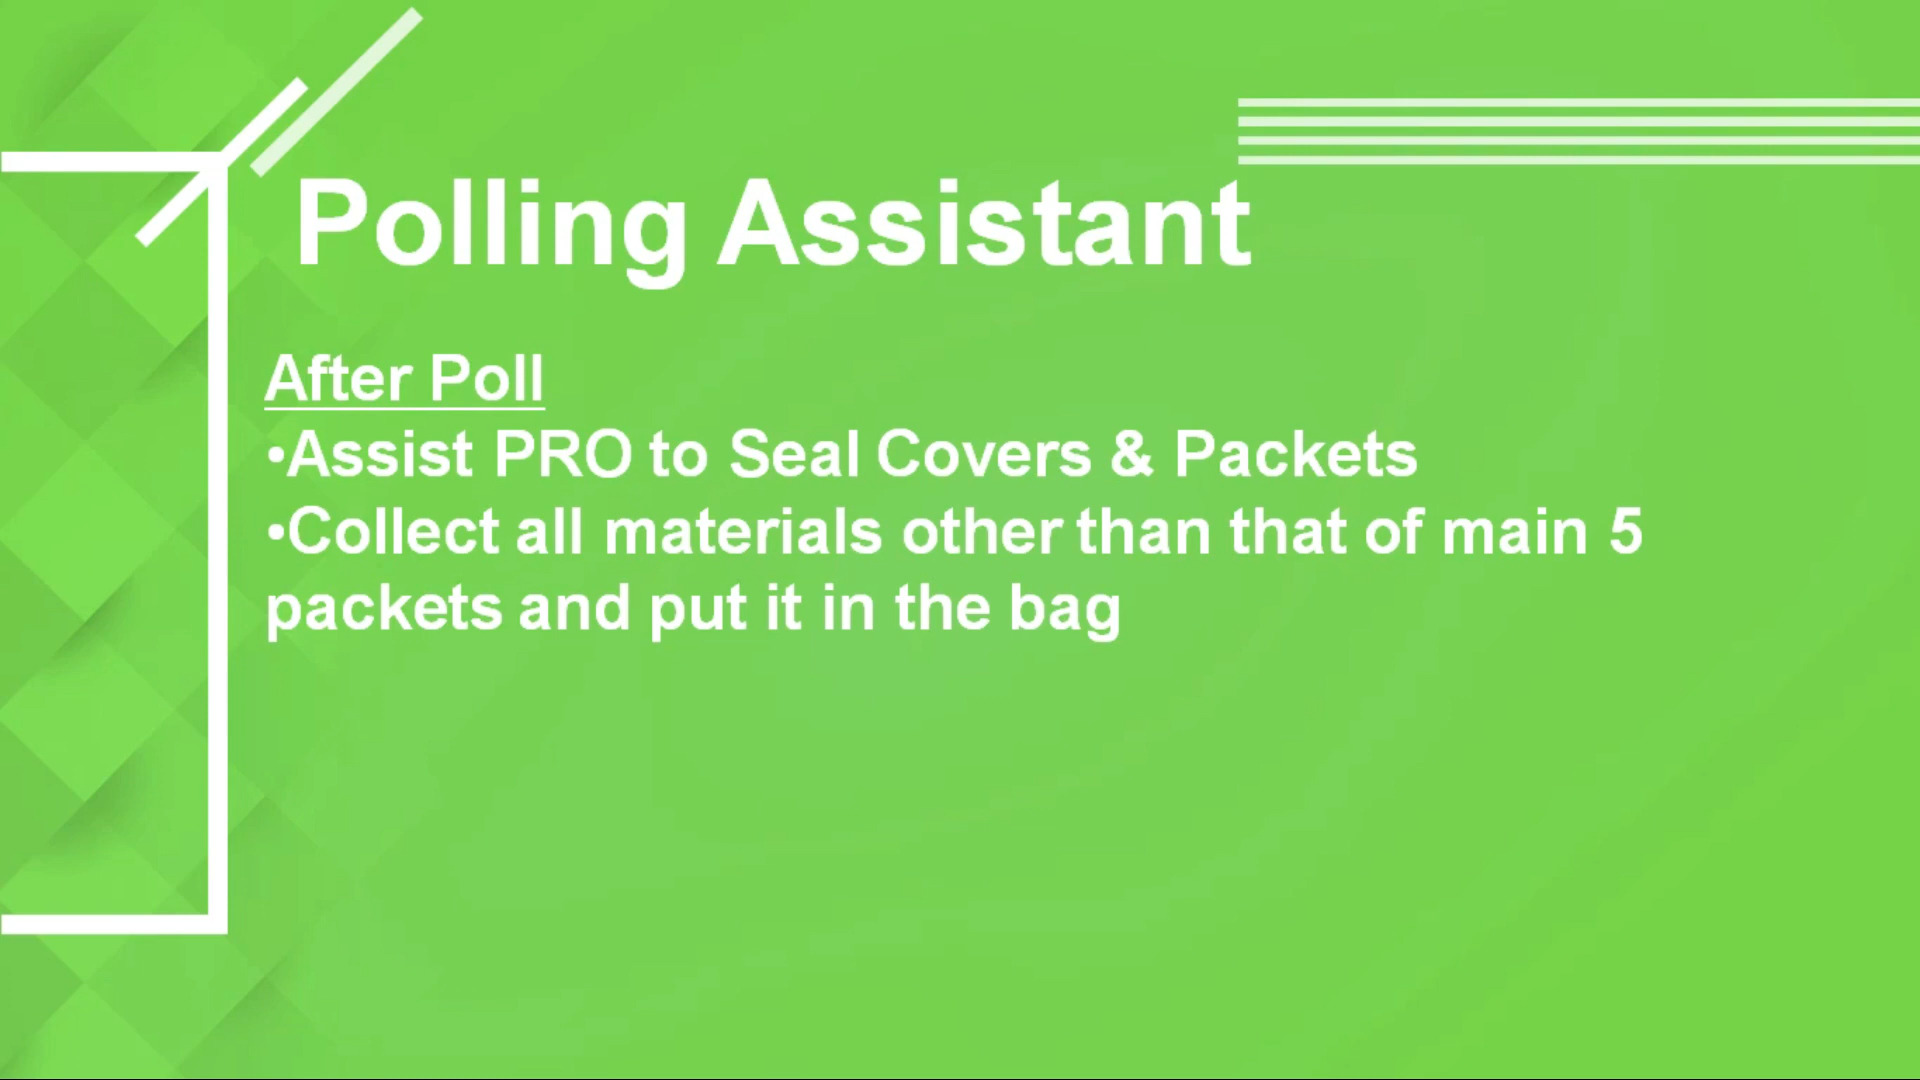 Polling Assistant
After Poll
•Assist PRO to Seal Covers & Packets
•Collect all materials other than that of main 5
packets and put it in the bag